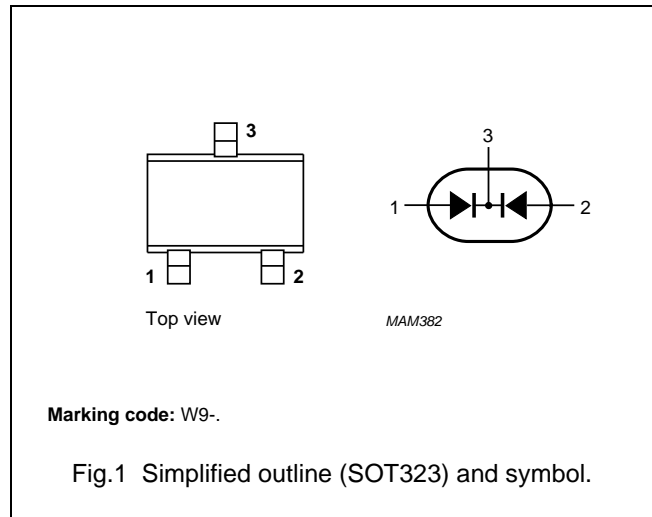 3
1
2
Top view
3
1
2
MAM382
Marking code: W9-.
Fig.1 Simplified outline (SOT323) and symbol.